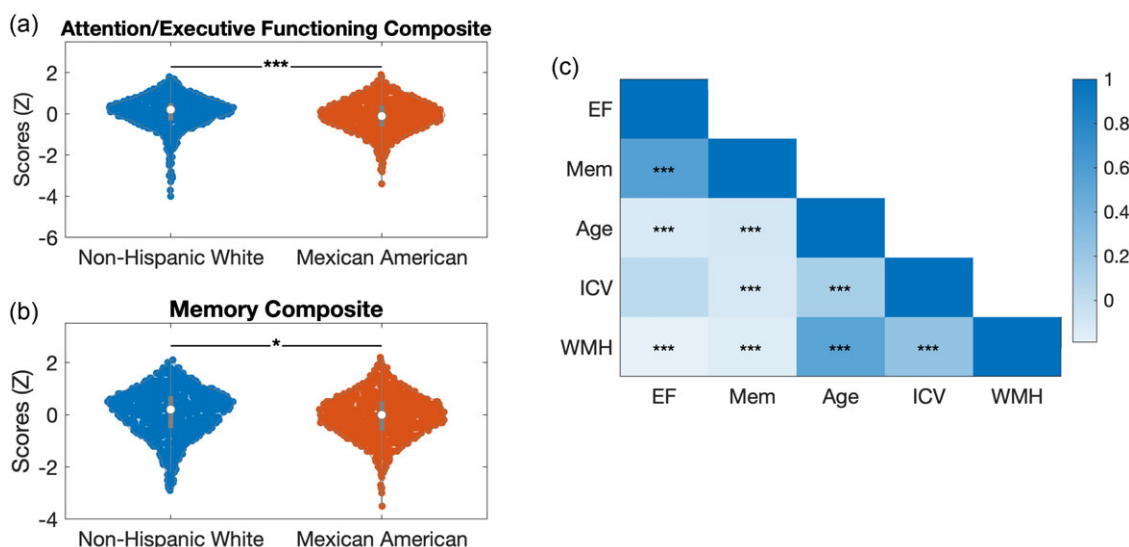 (a)
Attention/Executive Functioning Composite
***
Scores (Z)
2
0
-2
-4
-6
Non-Hispanic White
Mexican American
(b)
Memory Composite
*
Scores (Z)
2
0
-2
-4
Non-Hispanic White
Mexican American
(c)
EF
Mem ***
Age *** ***
ICV *** ***
WMH *** *** *** ***
EF Mem Age ICV WMH
1
0.8
0.6
0.4
0.2
0